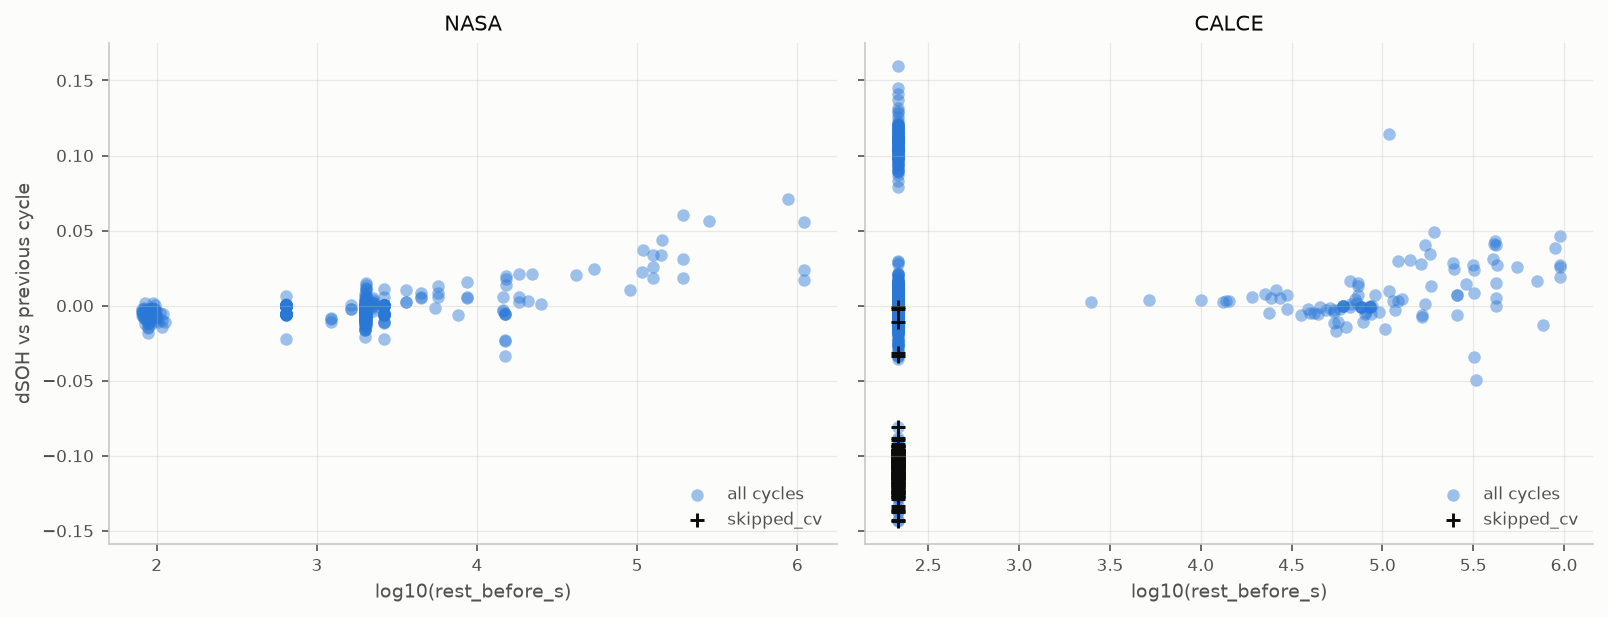 NASA
CALCE
dSOH vs previous cycle
0.15
0.10
0.05
0.00
−0.05
−0.10
−0.15
all cycles
skipped_cv
all cycles
skipped_cv
2 3 4 5 6
2.5 3.0 3.5 4.0 4.5 5.0 5.5 6.0
log10(rest_before_s)
log10(rest_before_s)